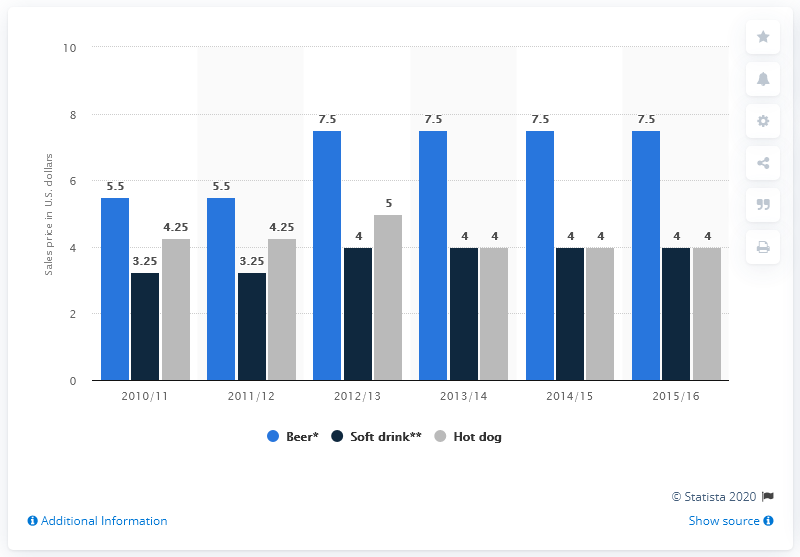 10
8
6
4
2
0
Sales price in U.S. dollars
5.5 3.25 4.25
5.5 3.25 4.25
7.5 4 5
7.5 4 4
7.5 4 4
7.5 4 4
2010/11 2011/12 2012/13 2013/14 2014/15 2015/16
Beer* Soft drink** Hot dog
© Statista 2020
Additional Information Show source